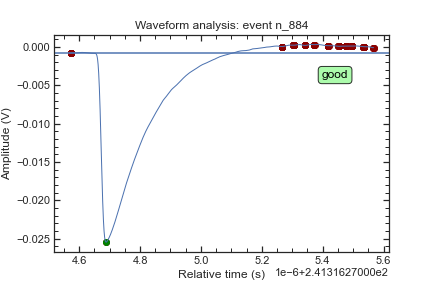 Waveform analysis: event n_884
0.000
−0.005
−0.010
−0.015
−0.020
−0.025
Amplitude (V)
good
4.6 4.8 5.0 5.2 5.4 5.6
Relative time (s) 1e−6+2.4131627000e2